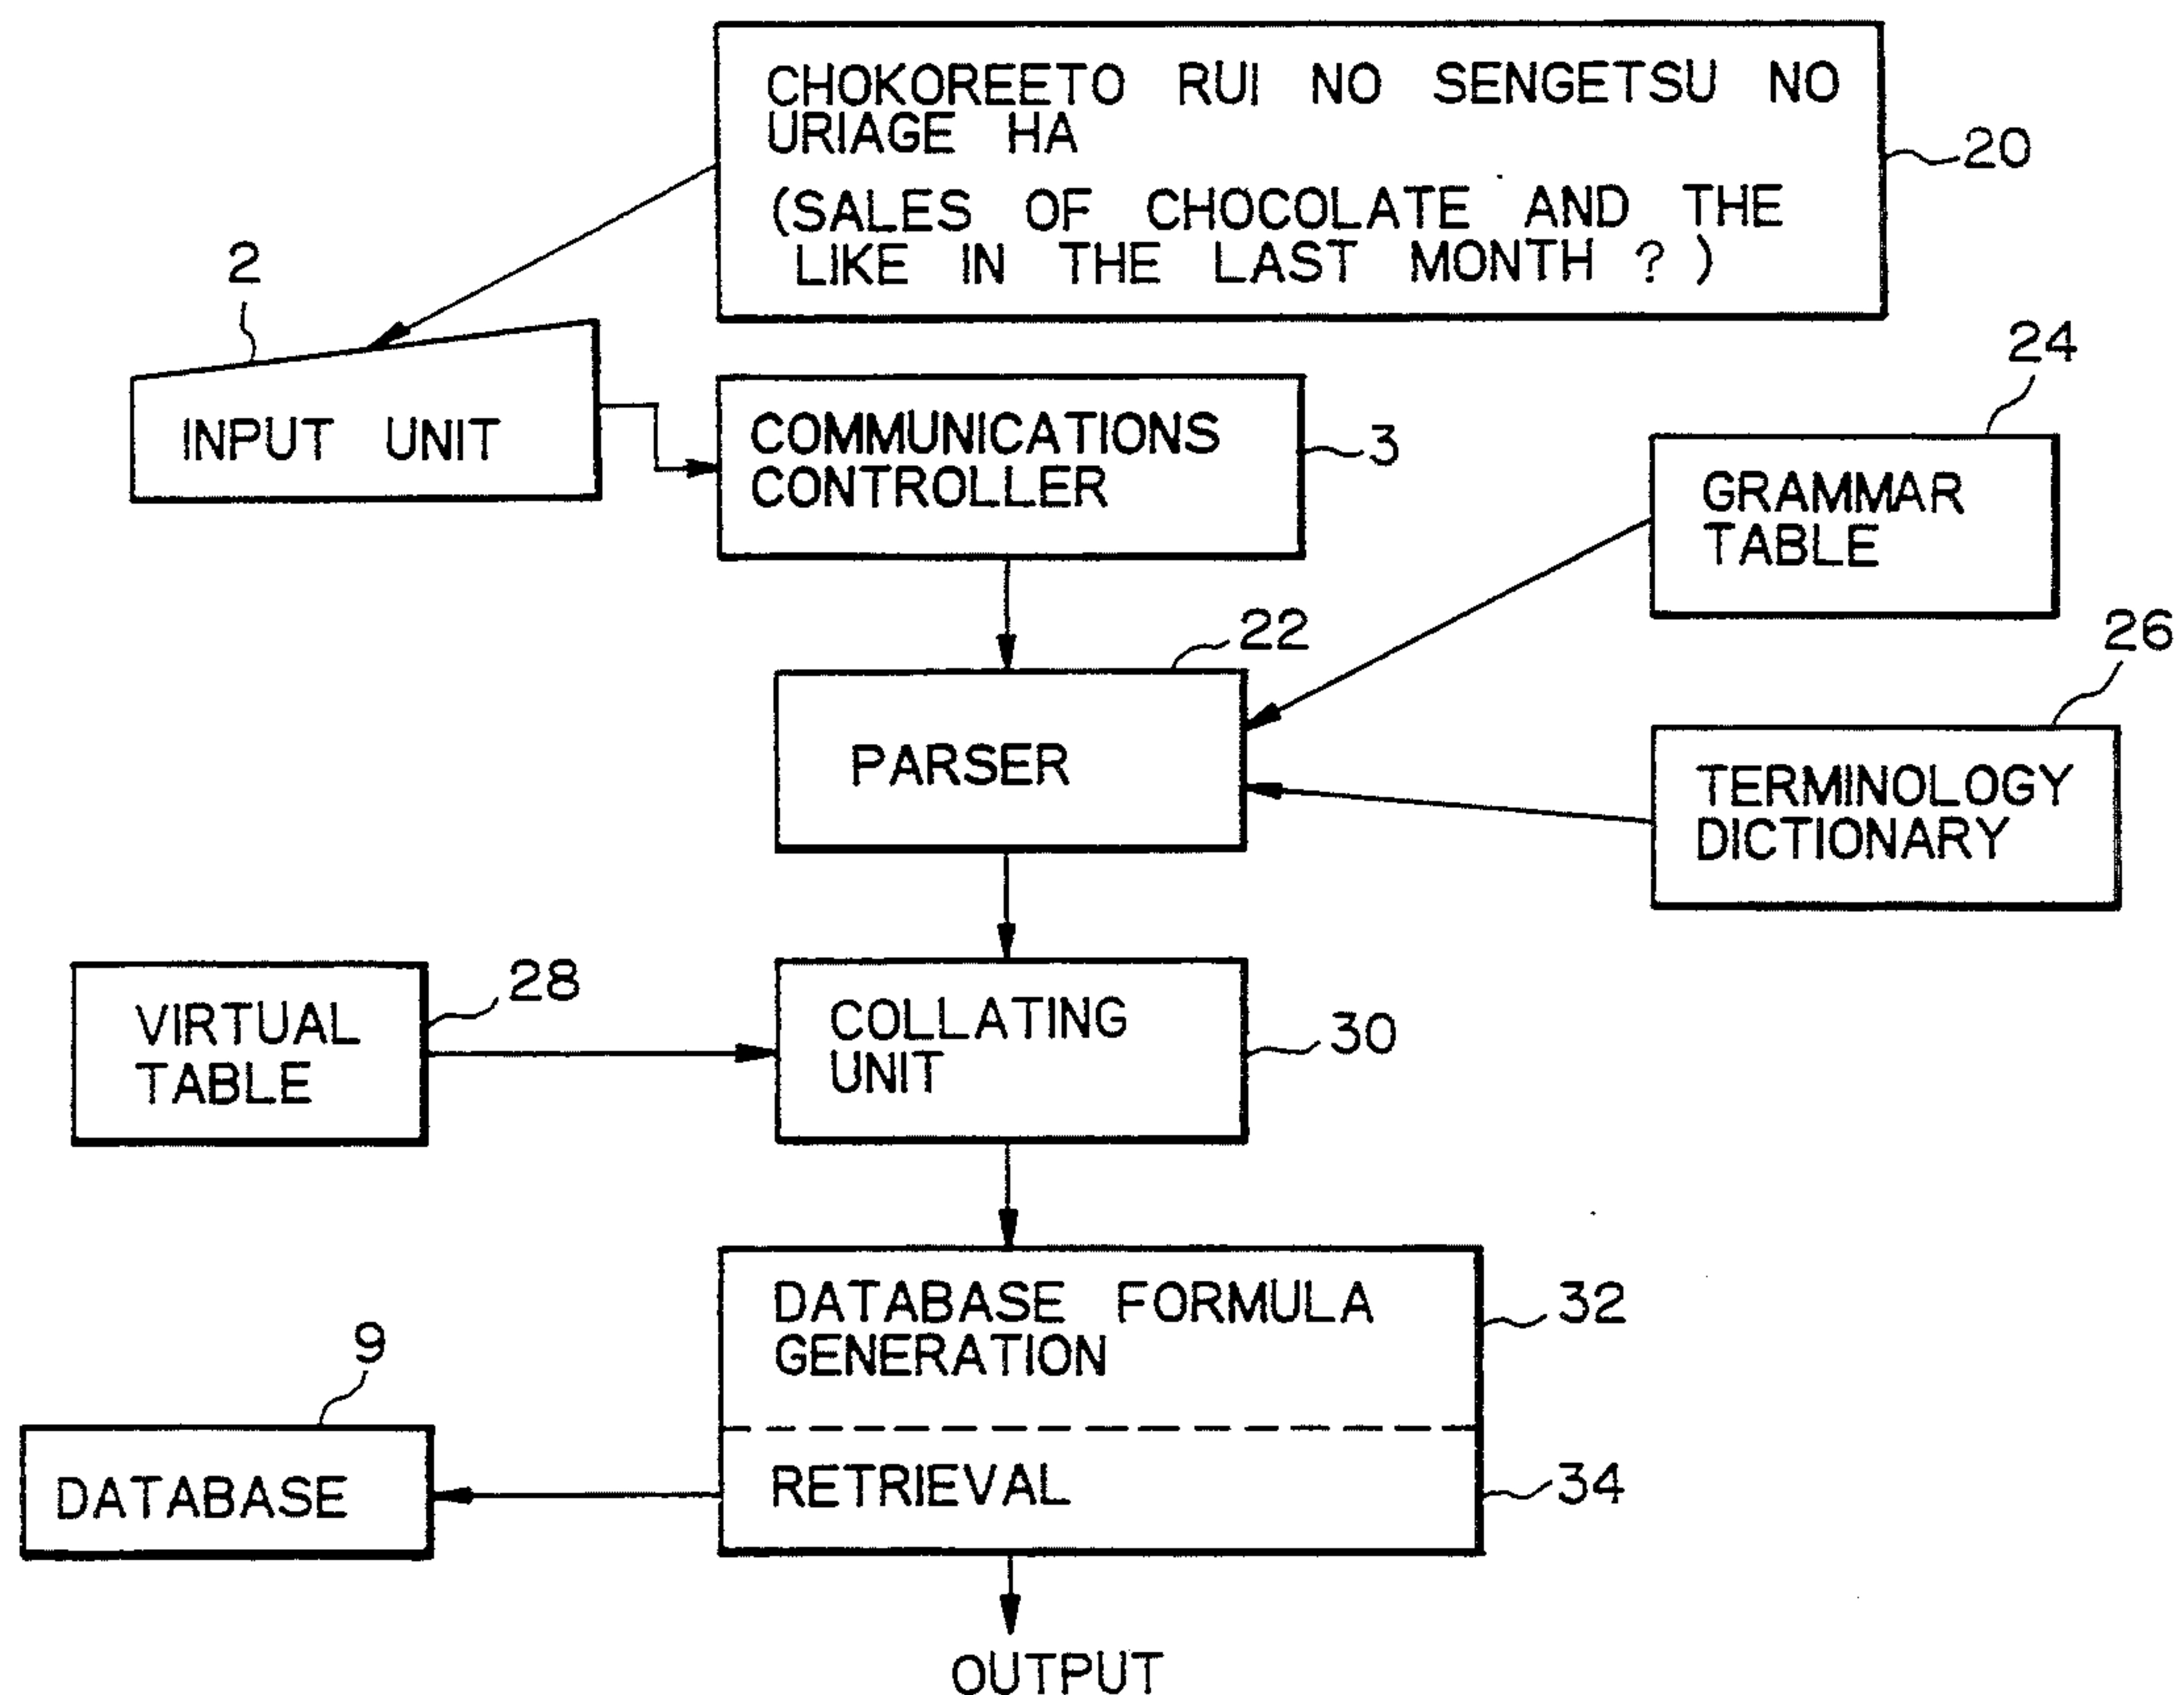 CHOKOREETO RUI NO SENGETSU NO
URIAGE HA
(SALES OF CHOCOLATE AND THE
LIKE IN THE LAST MONTH ? )
20
2
INPUT UNIT
COMMUNICATIONS
CONTROLLER
3
24
GRAMMAR
TABLE
22
PARSER
26
TERMINOLOGY
DICTIONARY
28
VIRTUAL
TABLE
COLLATING
UNIT
30
DATABASE FORMULA
GENERATION
32
9
DATABASE
RETRIEVAL
34
OUTPUT